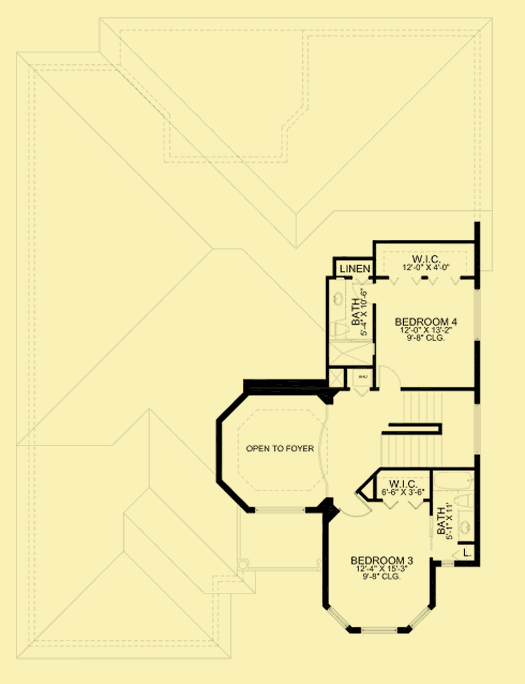 W.I.C.
12'-0" X 4'-0"
LINEN
BATH
5'-4" X 10'-6"
BEDROOM 4
12'-0" X 13'-2"
9'-8" CLG.
AHU
OPEN TO FOYER
W.I.C.
6'-6" X 3'-6"
BATH
5'-1" X 11'
L.
BEDROOM 3
12'-4" X 15'-3"
9'-8" CLG.